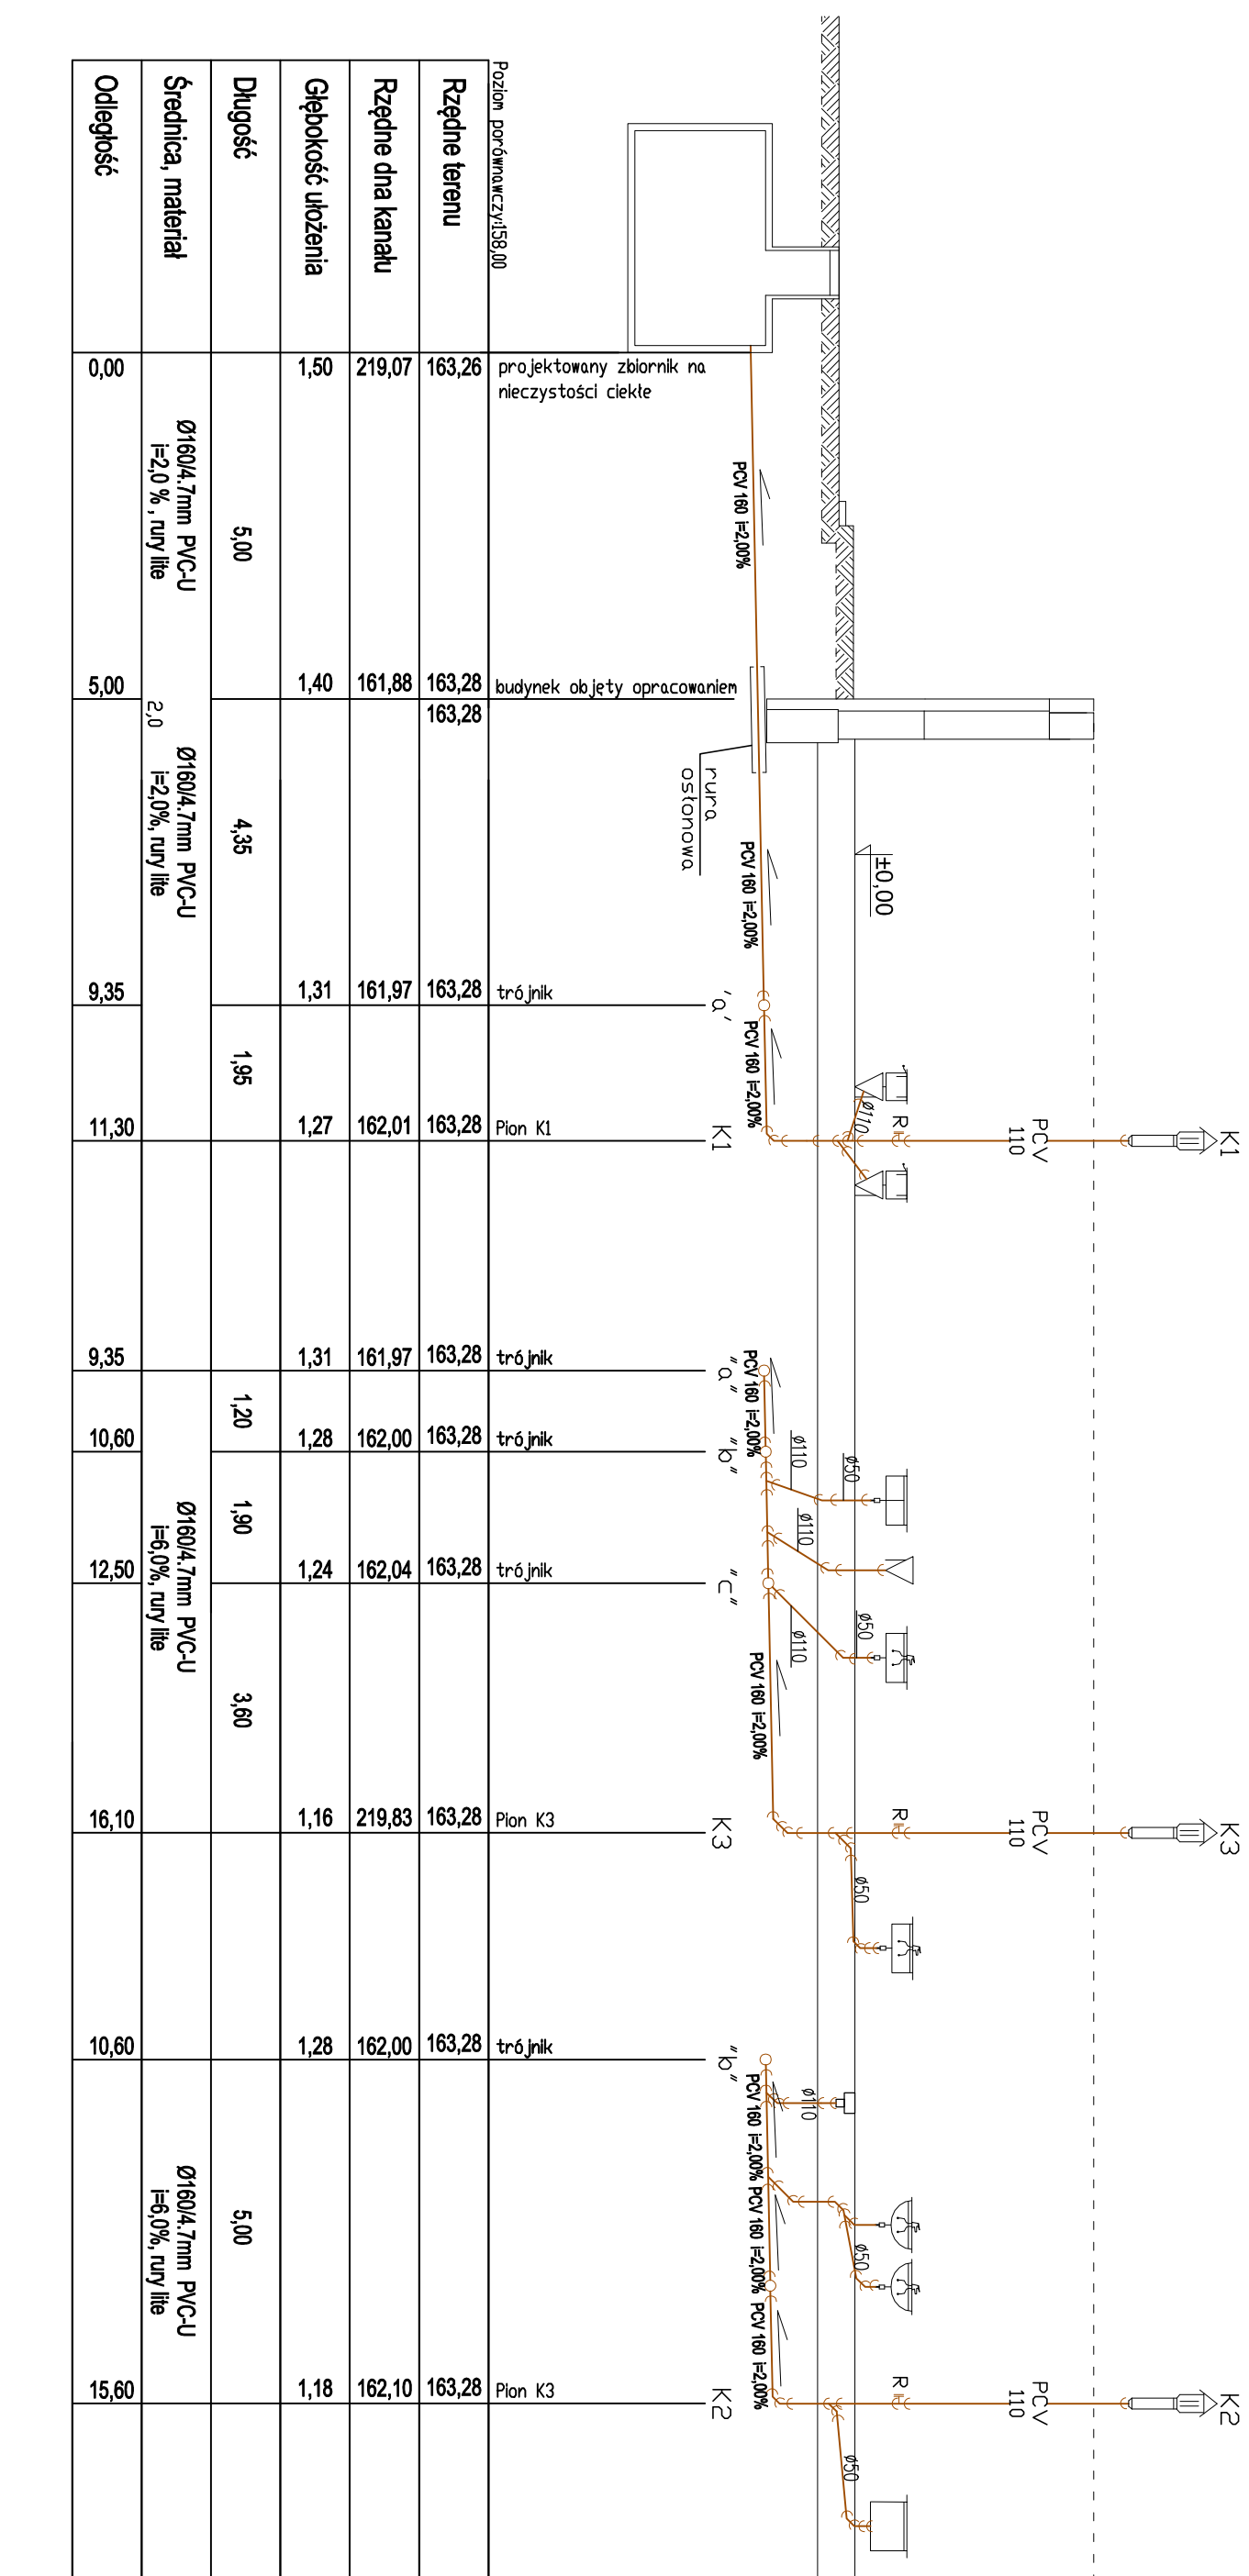 K1
K3
K2
PCV
110
PCV
110
PCV
110
R
R
R
±0,00
Ø110
Ø50
Ø50
Ø50
Ø50
Ø50
Ø110
Ø110
Ø110
Ø110
PCV 160 i=2,00%
PCV 160 i=2,00%
PCV 160 i=2,00%
PCV 160 i=2,00%
PCV 160 i=2,00%
PCV 160 i=2,00% PCV 160 i=2,00% PCV 160 i=2,00%
rura
osłonowa
'a'
K1
"a"
"b"
"c"
K3
"b"
K2
Poziom porównawczy:158,00
projektowany zbiornik na
nieczystości ciekłe
budynek objęty opracowaniem
trójnik
Pion K1
trójnik
trójnik
trójnik
Pion K3
trójnik
Pion K3
Rzędne terenu
163,26
163,28
163,28
163,28
163,28
163,28
163,28
163,28
163,28
163,28
163,28
Rzędne dna kanału
219,07
161,88
161,97
162,01
161,97
162,00
162,04
219,83
162,00
162,10
Głębokość ułożenia
1,50
1,40
1,31
1,27
1,31
1,28
1,24
1,16
1,28
1,18
Długość
5,00
4,35
1,95
1,20
1,90
3,60
5,00
Średnica, materiał
Ø160/4.7mm PVC-U
i=2,0 % , rury lite
2,0
Ø160/4.7mm PVC-U
i=2,0%, rury lite
Ø160/4.7mm PVC-U
i=6,0%, rury lite
Ø160/4.7mm PVC-U
i=6,0%, rury lite
Odległość
0,00
5,00
9,35
11,30
9,35
10,60
12,50
16,10
10,60
15,60